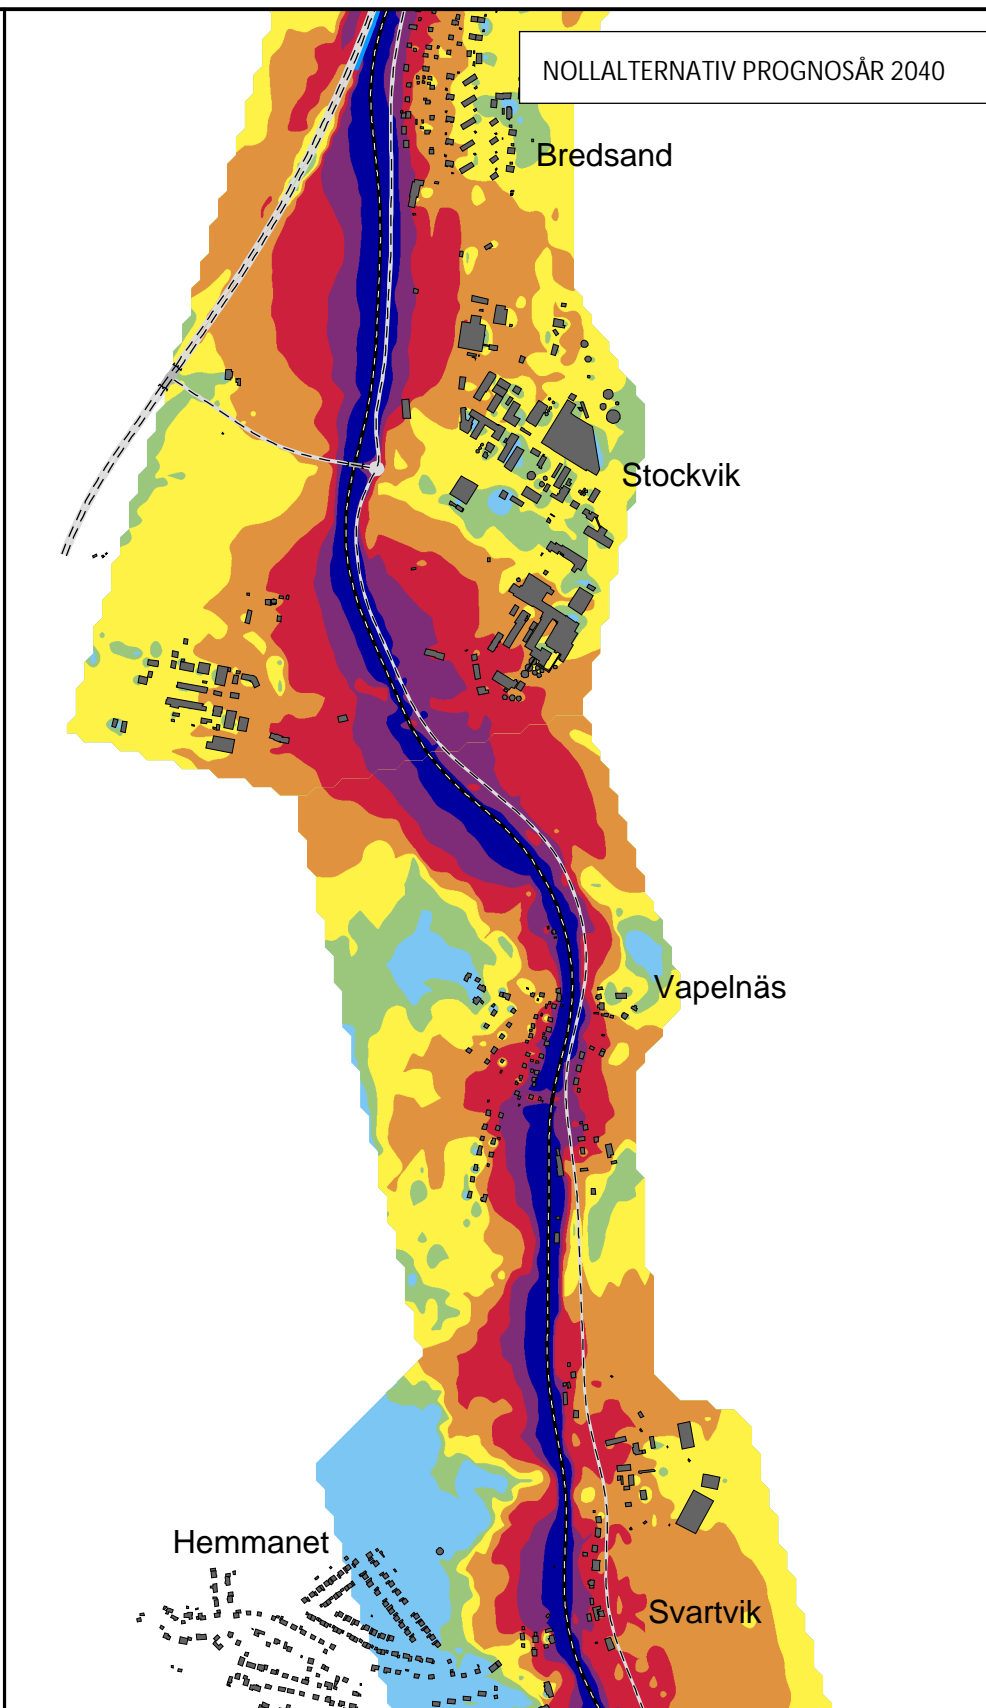 NOLLALTERNATIV PROGNOSÅR 2040
Bredsand
Stockvik
Vapelnäs
Hemmanet
Svartvik